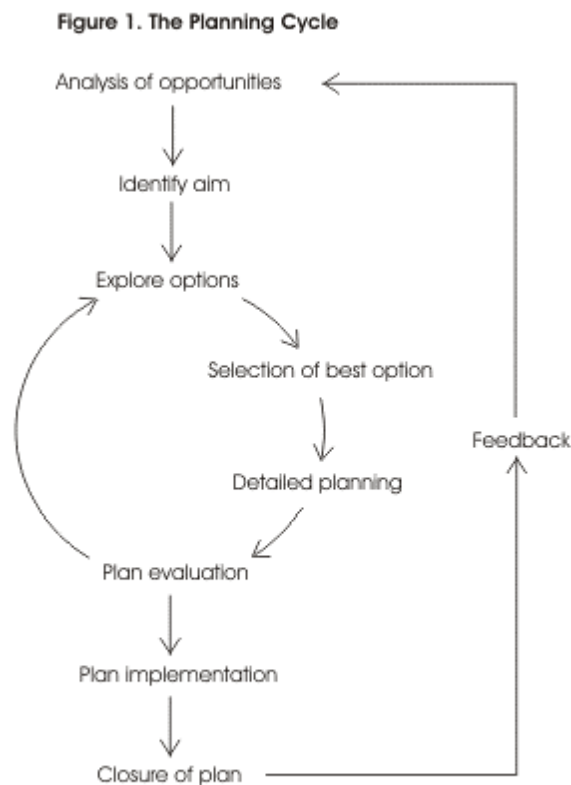 Figure 1. The Planning Cycle
Analysis of opportunities
Identify aim
Explore options
Selection of best option
Feedback
Detailed planning
Plan evaluation
Plan implementation
Closure of plan